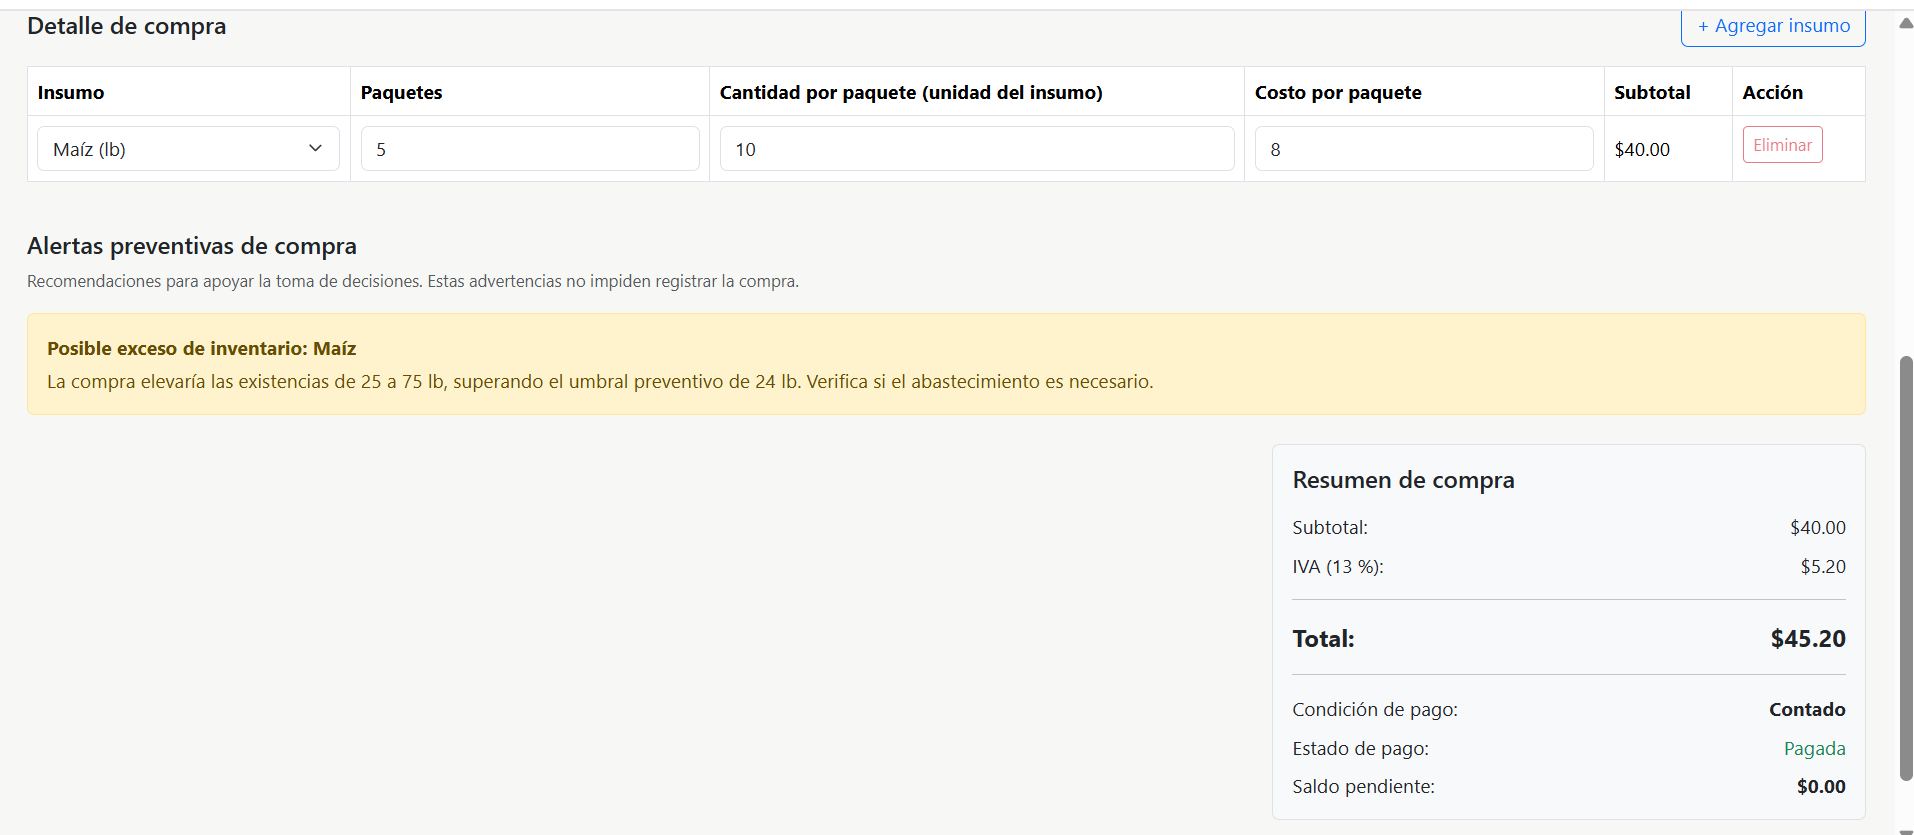 Detalle de compra
+ Agregar insumo
Insumo Paquetes Cantidad por paquete (unidad del insumo) Costo por paquete Subtotal Acción
Maíz (lb) 5 10 8 $40.00 Eliminar
Alertas preventivas de compra
Recomendaciones para apoyar la toma de decisiones. Estas advertencias no impiden registrar la compra.
Posible exceso de inventario: Maíz
La compra elevaría las existencias de 25 a 75 lb, superando el umbral preventivo de 24 lb. Verifica si el abastecimiento es necesario.
Resumen de compra
Subtotal: $40.00
IVA (13 %): $5.20
Total: $45.20
Condición de pago: Contado
Estado de pago: Pagada
Saldo pendiente: $0.00